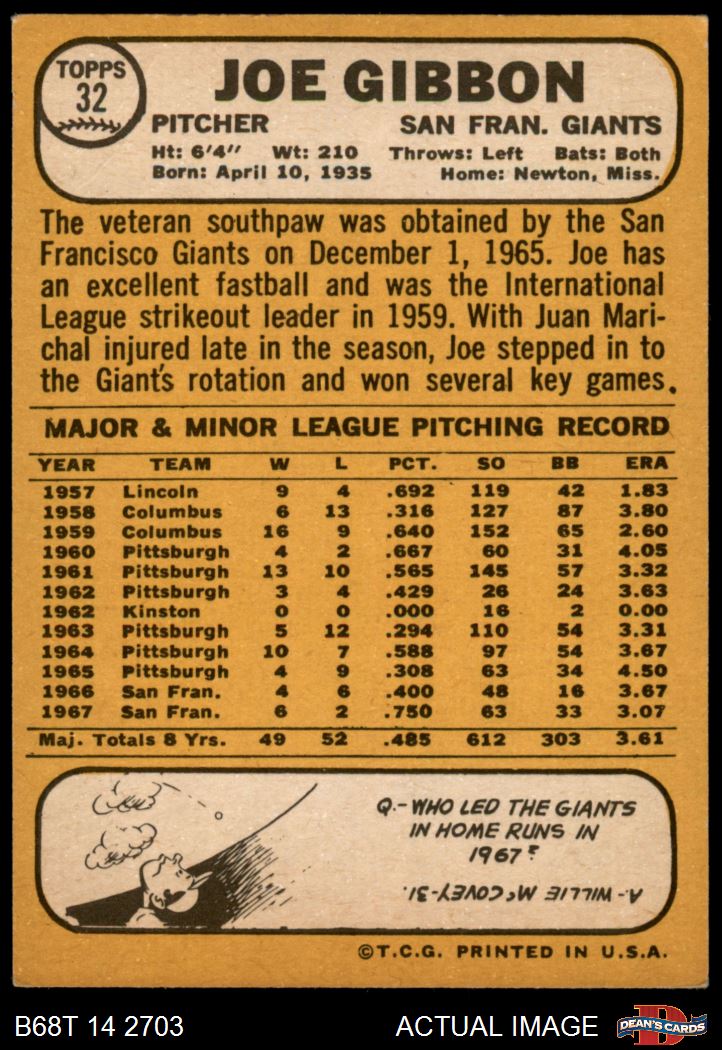 TOPPS
32
JOE GIBBON
PITCHER SAN FRAN. GIANTS
Ht: 6'4" Wt: 210 Throws: Left Bats: Both
Born: April 10, 1935 Home: Newton, Miss.
The veteran southpaw was obtained by the San
Francisco Giants on December 1, 1965. Joe has
an excellent fastball and was the International
League strikeout leader in 1959. With Juan Mari-
chal injured late in the season, Joe stepped in to
the Giant's rotation and won several key games.
MAJOR & MINOR LEAGUE PITCHING RECORD
YEAR TEAM W L PCT. SO BB ERA
1957 Lincoln 9 4 .692 119 42 1.83
1958 Columbus 6 13 .316 127 87 3.80
1959 Columbus 16 9 .640 152 65 2.60
1960 Pittsburgh 4 2 .667 60 31 4.05
1961 Pittsburgh 13 10 .565 145 57 3.32
1962 Pittsburgh 3 4 .429 26 24 3.63
1962 Kinston 0 0 .000 16 2 0.00
1963 Pittsburgh 5 12 .294 110 54 3.31
1964 Pittsburgh 10 7 .588 97 54 3.67
1965 Pittsburgh 4 9 .308 63 34 4.50
1966 San Fran. 4 6 .400 48 16 3.67
1967 San Fran. 6 2 .750 63 33 3.07
Maj. Totals 8 Yrs. 49 52 .485 612 303 3.61
Q.-WHO LED THE GIANTS
IN HOME RUNS IN
1967?
A.-WILLIE McCOVEY-31.
©T.C.G. PRINTED IN U.S.A.
B68T 14 2703 ACTUAL IMAGE
D
DEAN'S CARDS